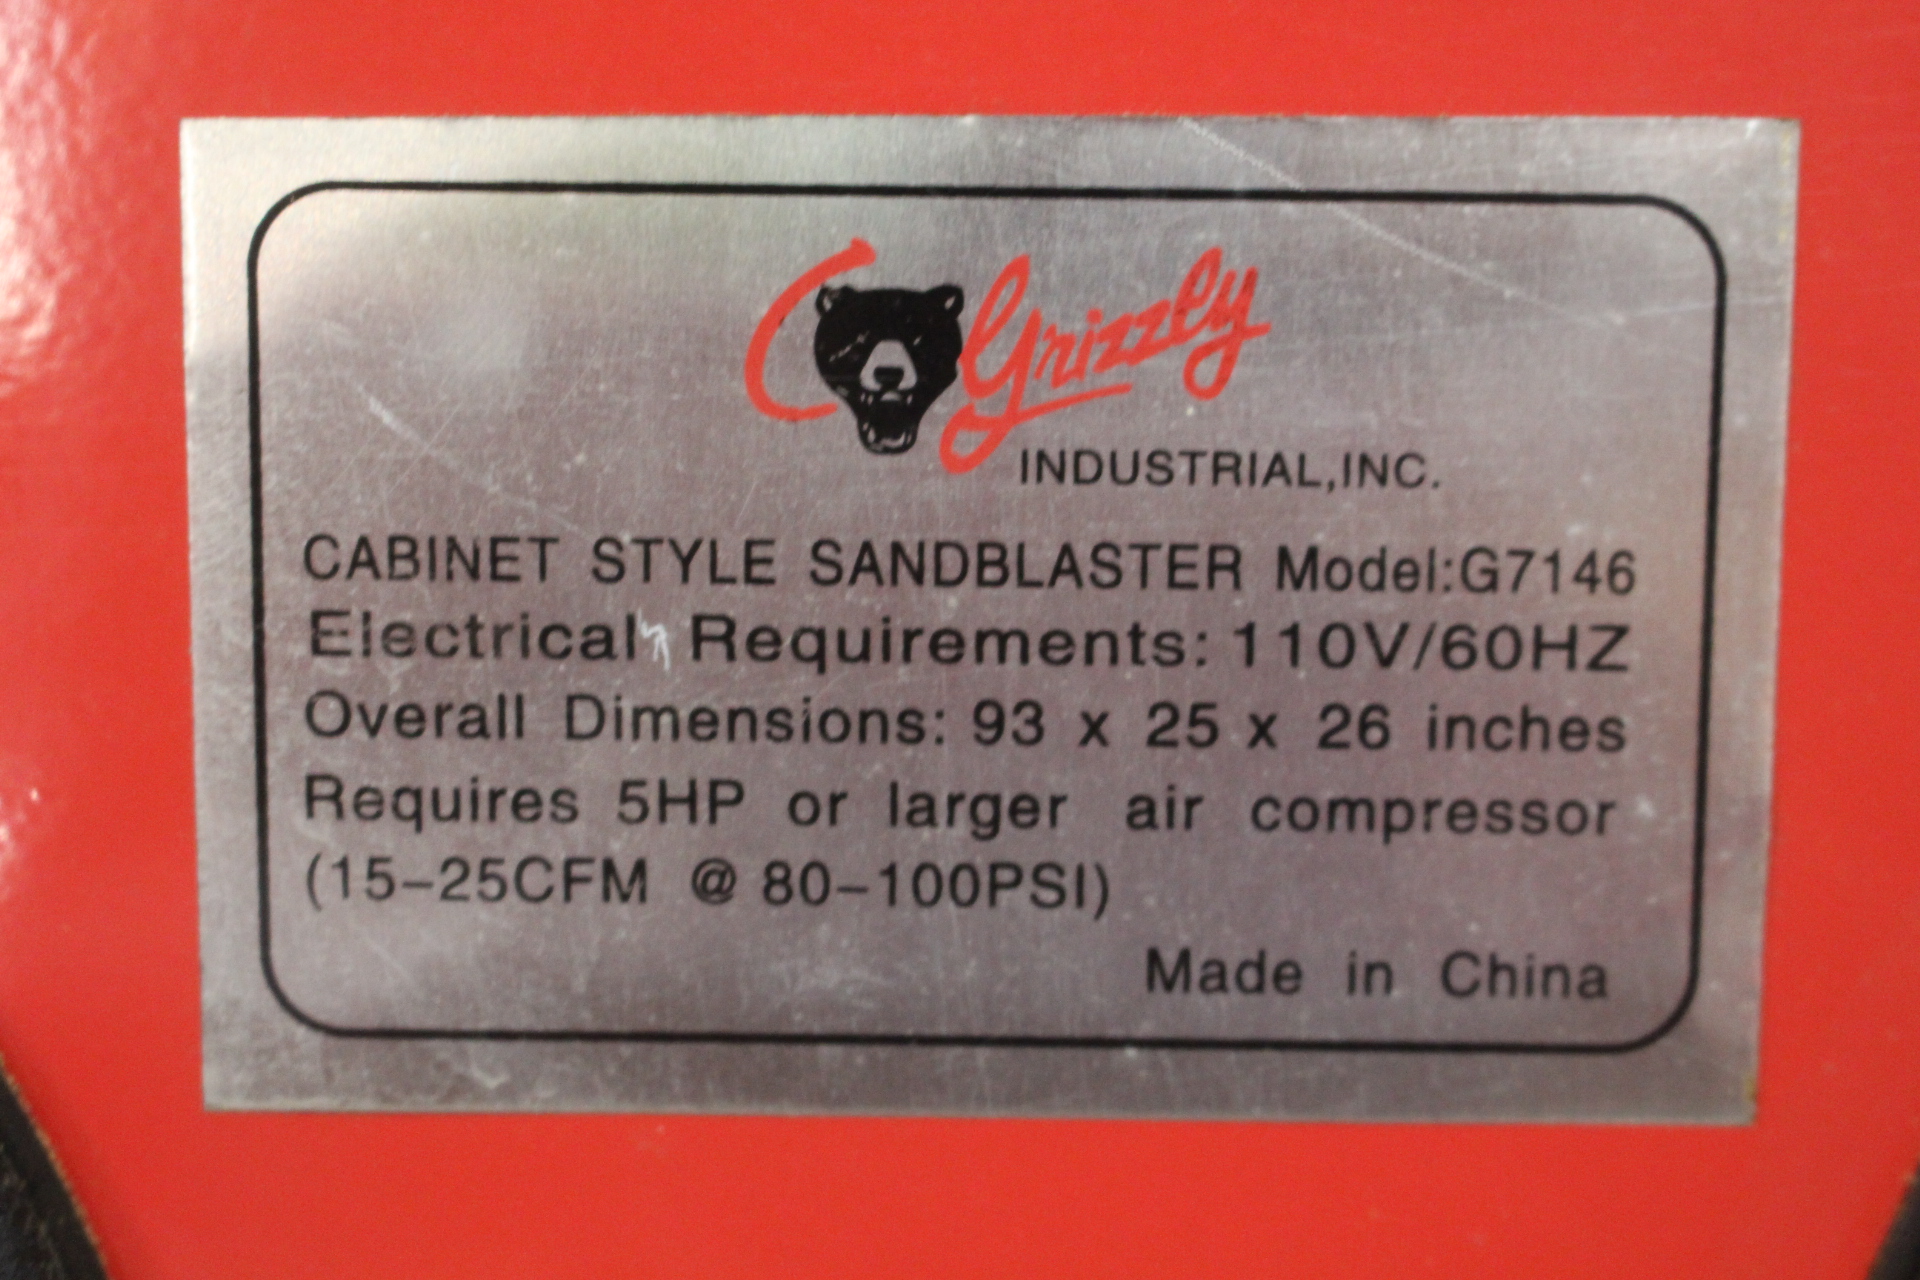 Grizzly
INDUSTRIAL,INC.
CABINET STYLE SANDBLASTER Model:G7146
Electrical Requirements: 110V/60HZ
Overall Dimensions: 93 x 25 x 26 inches
Requires 5HP or larger air compressor
(15-25CFM @ 80-100PSI)
Made in China